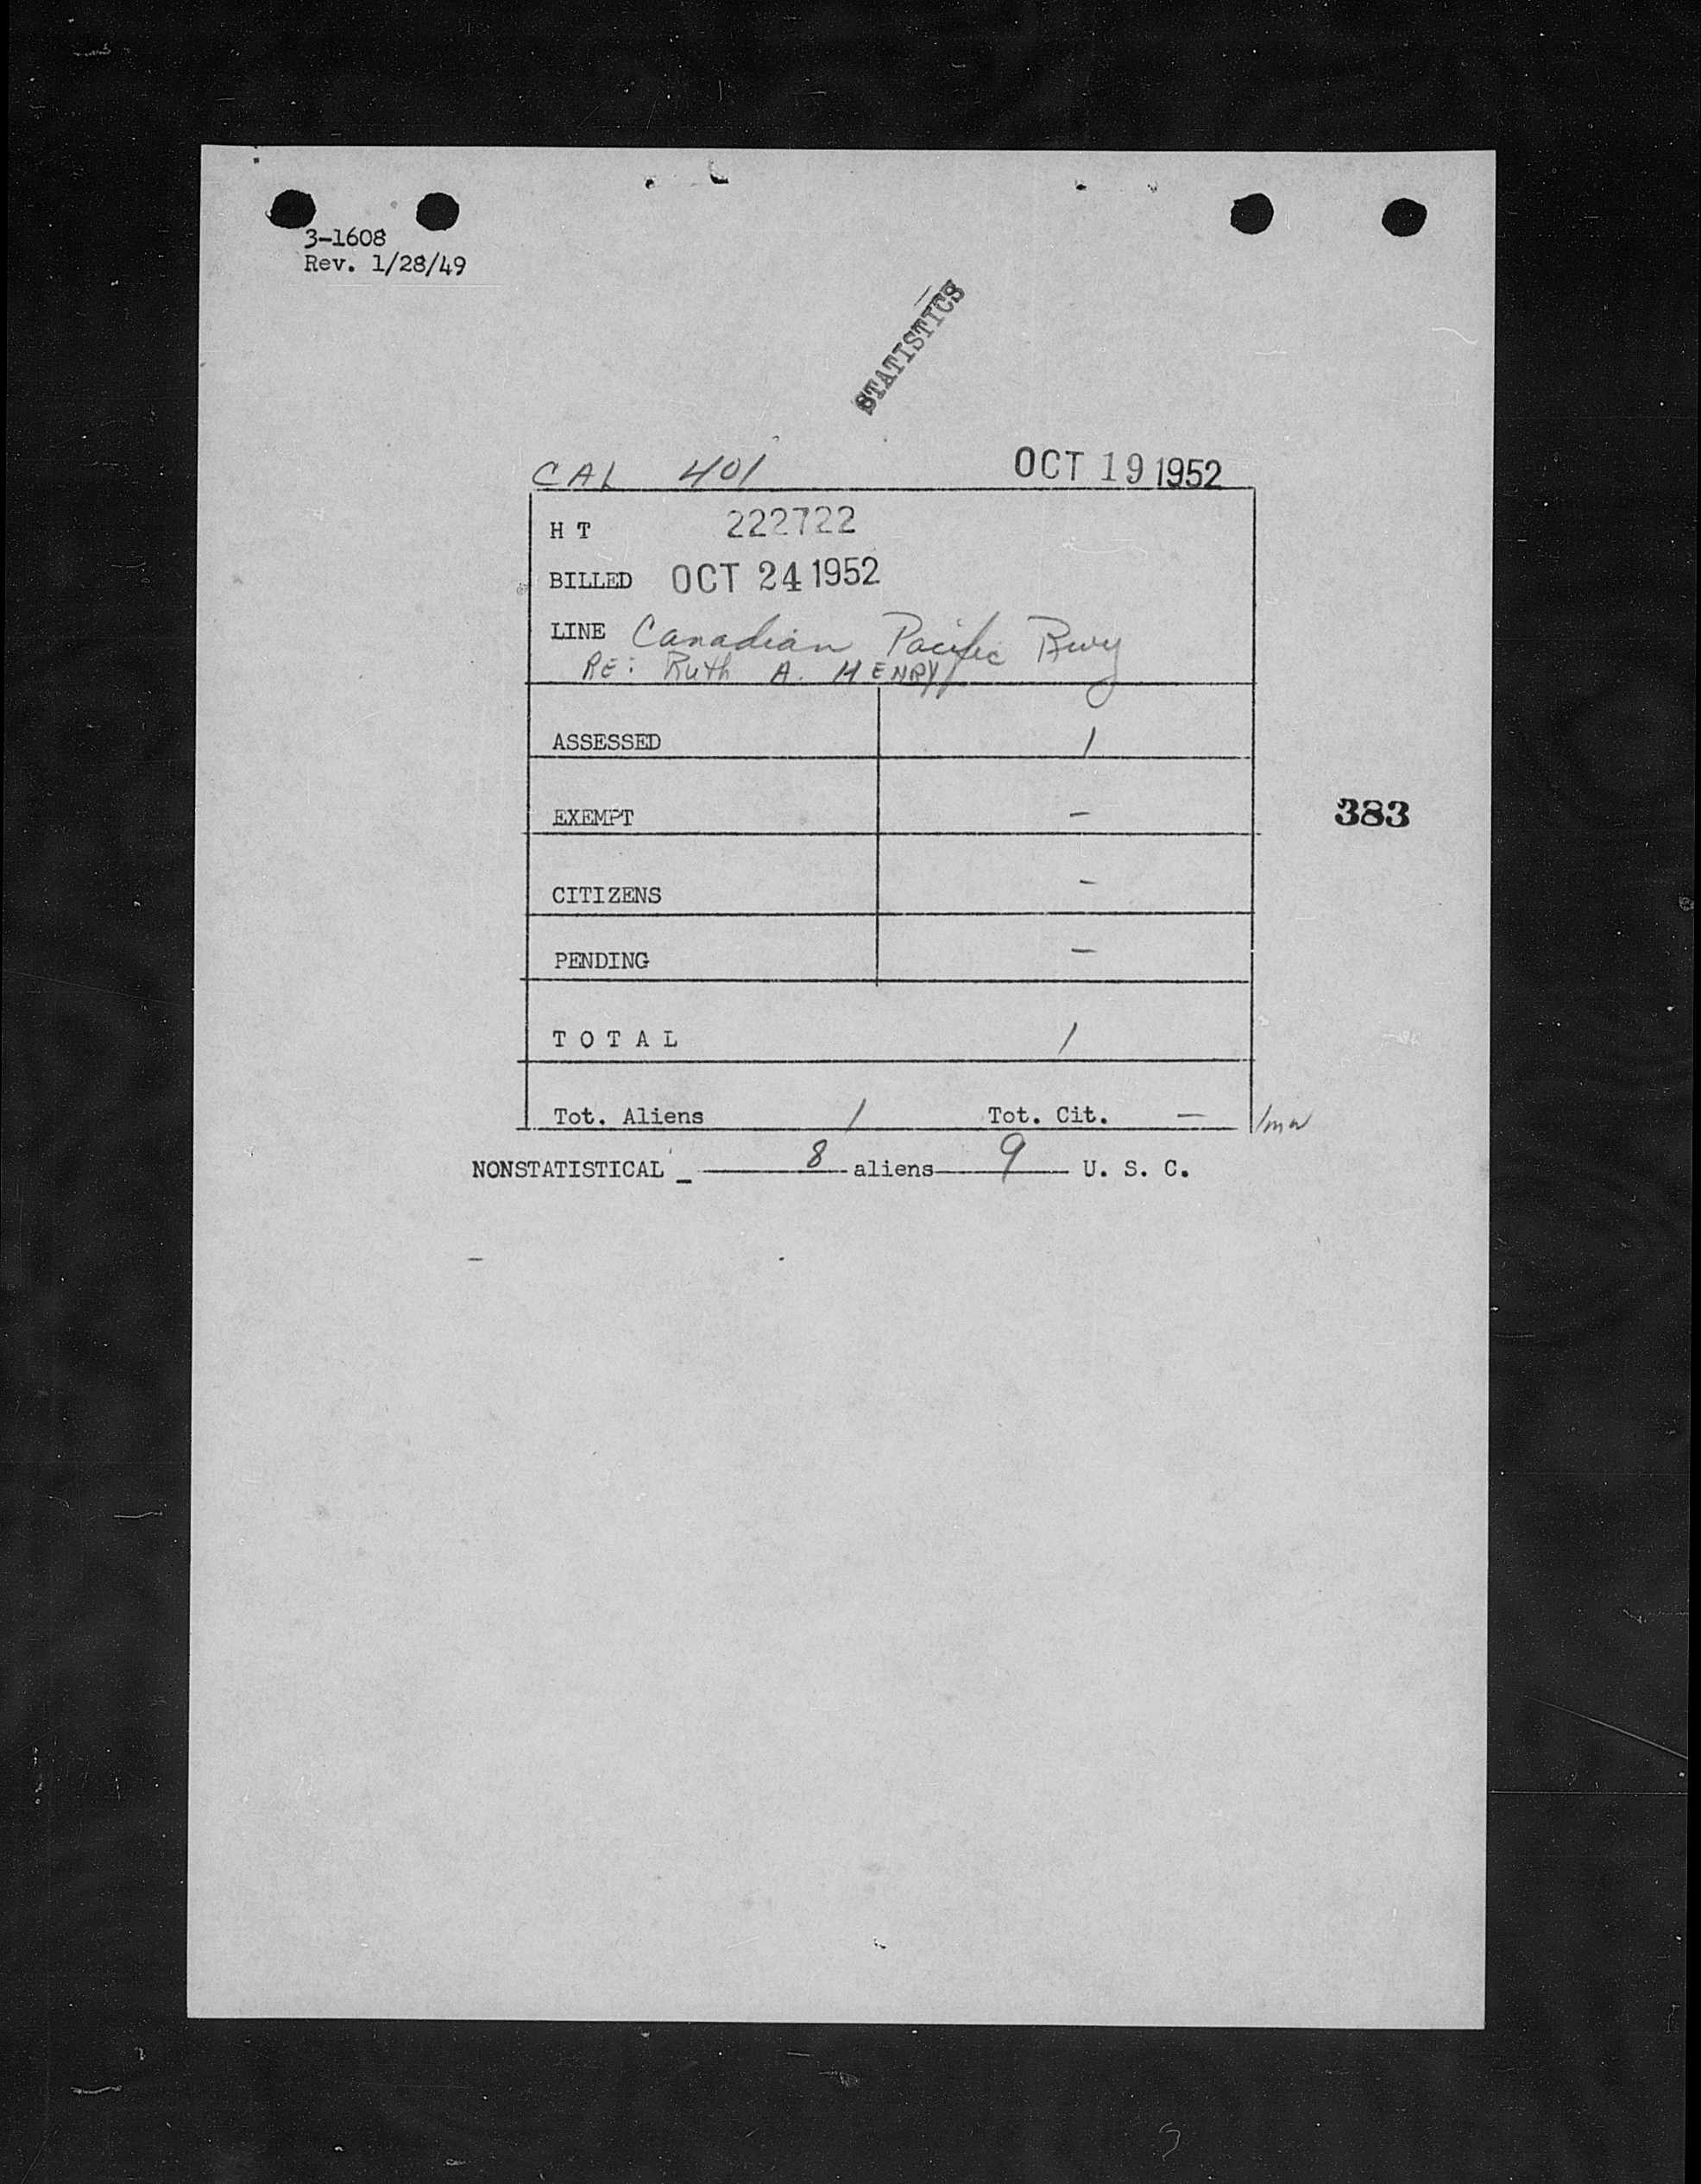 3-1608
Rev. 1/28/49
STATISTICS
CAL 401 OCT 19 1952
H T 222722
BILLED OCT 24 1952
LINE Canadian Pacific Rwy
RE: Ruth A. HENRY
ASSESSED 1
EXEMPT –
383
CITIZENS –
PENDING –
T O T A L 1
Tot. Aliens 1 Tot. Cit. –
NONSTATISTICAL _ 8 aliens 9 U. S. C.